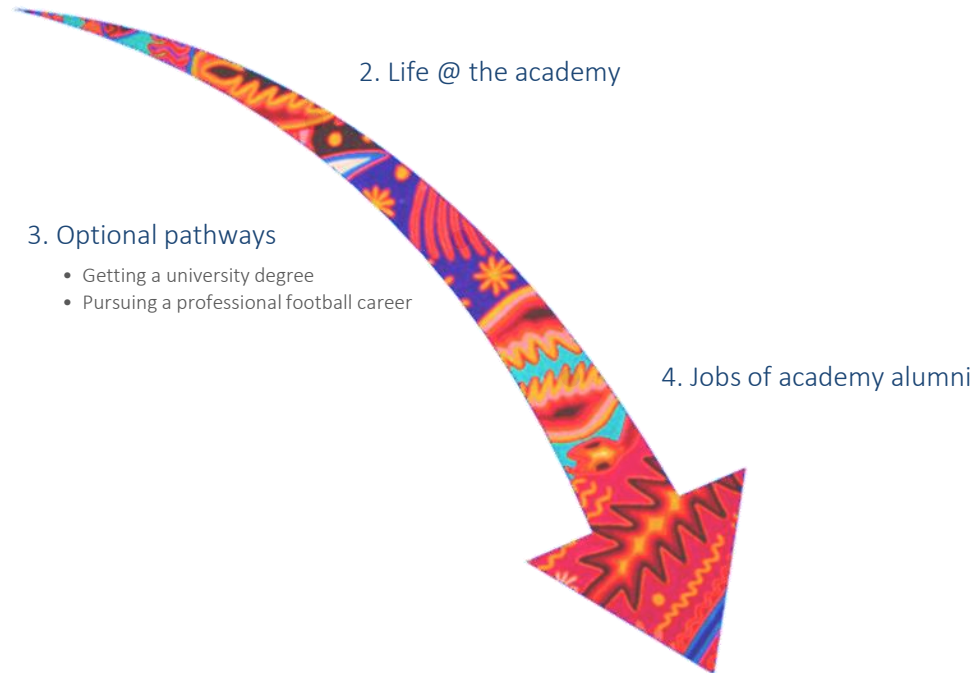 2. Life @ the academy
3. Optional pathways
• Getting a university degree
• Pursuing a professional football career
4. Jobs of academy alumni